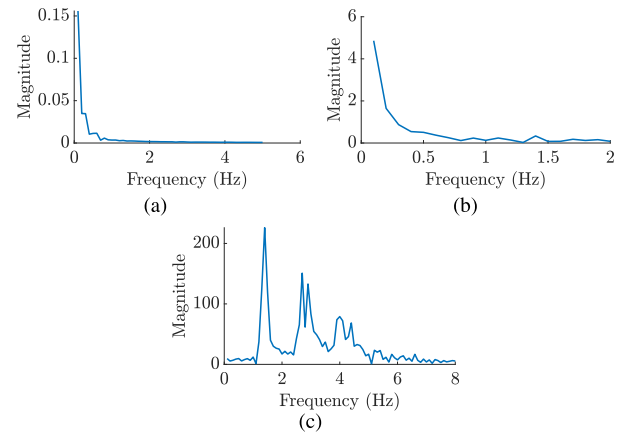 Magnitude
0.15
0.1
0.05
0
0 2 4 6
Frequency (Hz)
(a)
Magnitude
6
4
2
0
0 0.5 1 1.5 2
Frequency (Hz)
(b)
Magnitude
200
100
0
0 2 4 6 8
Frequency (Hz)
(c)